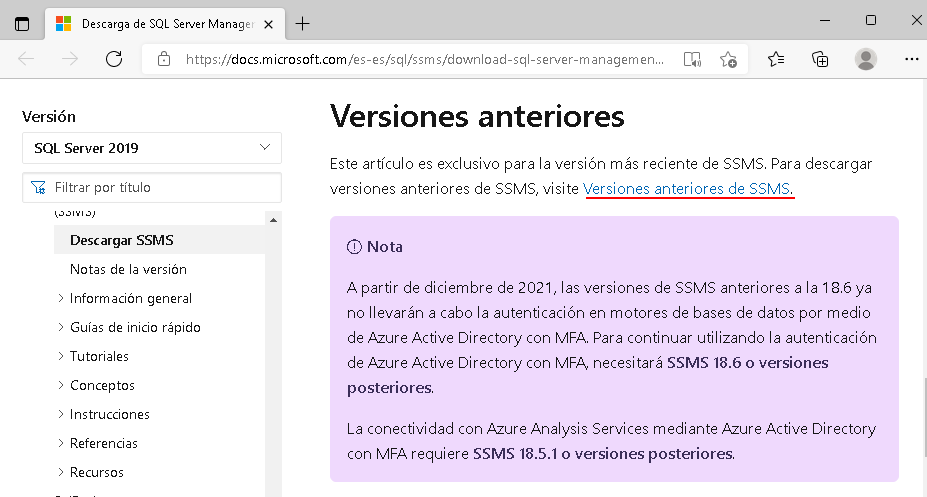 Descarga de SQL Server Manager
https://docs.microsoft.com/es-es/sql/ssms/download-sql-server-managemen...
Versión
SQL Server 2019
Filtrar por título
(SSMS)
Descargar SSMS
Notas de la versión
Información general
Guías de inicio rápido
Tutoriales
Conceptos
Instrucciones
Referencias
Recursos
Versiones anteriores
Este artículo es exclusivo para la versión más reciente de SSMS. Para descargar
versiones anteriores de SSMS, visite Versiones anteriores de SSMS.
Nota
A partir de diciembre de 2021, las versiones de SSMS anteriores a la 18.6 ya
no llevarán a cabo la autenticación en motores de bases de datos por medio
de Azure Active Directory con MFA. Para continuar utilizando la autenticación
de Azure Active Directory con MFA, necesitará SSMS 18.6 o versiones
posteriores.
La conectividad con Azure Analysis Services mediante Azure Active Directory
con MFA requiere SSMS 18.5.1 o versiones posteriores.